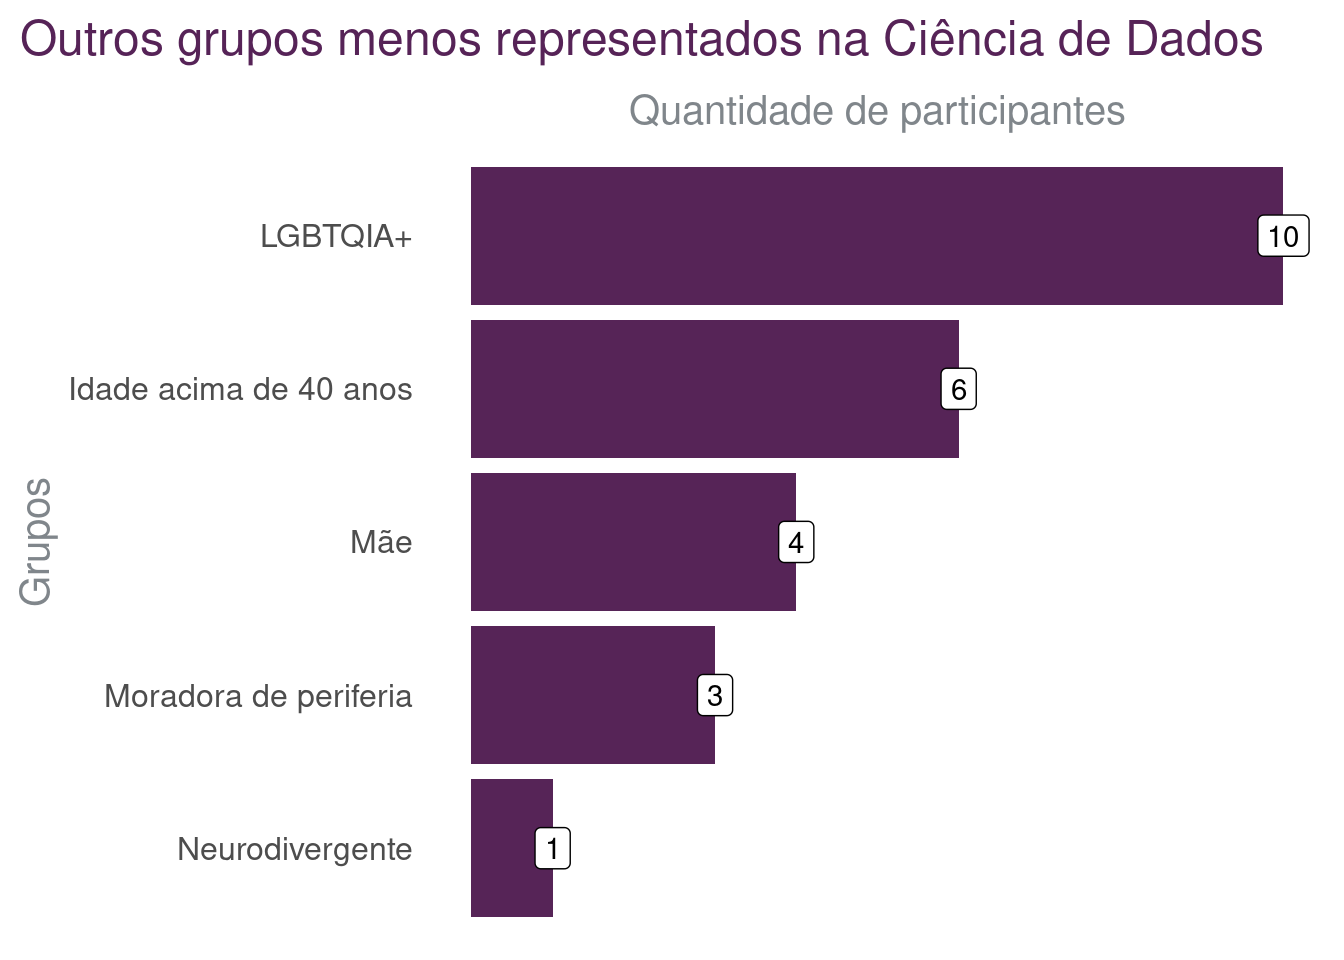 Outros grupos menos representados na Ciência de Dados
Quantidade de participantes
Grupos
LGBTQIA+
10
Idade acima de 40 anos
6
Mãe
4
Moradora de periferia
3
Neurodivergente
1